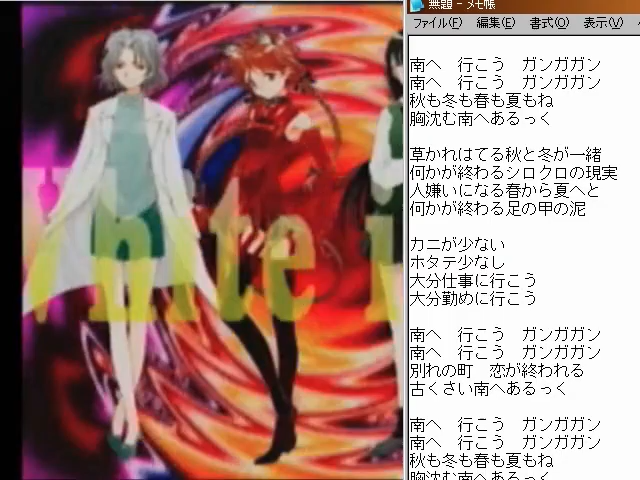 無題 - メモ帳
ファイル(F) 編集(E) 書式(O) 表示(V)
南へ 行こう ガンガガン
南へ 行こう ガンガガン
秋も冬も春も夏もね
胸沈む南へあるっく
草かれはてる秋と冬が一緒
何かが終わるシロクロの現実
人嫌いになる春から夏へと
何かが終わる足の甲の泥
カニが少ない
ホタテ少なし
大分仕事に行こう
大分勤めに行こう
南へ 行こう ガンガガン
南へ 行こう ガンガガン
別れの町 恋が終われる
古くさい南へあるっく
南へ 行こう ガンガガン
南へ 行こう ガンガガン
秋も冬も春も夏もね
胸沈む南へあるっく
White